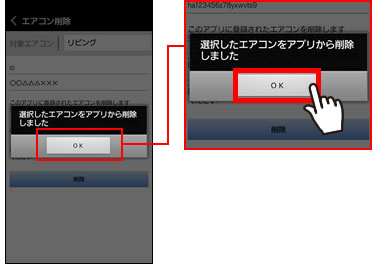 エアコン削除
対象エアコン
リビング
ID
○○△△△×××
このアプリに登録されたエアコンを削除します
選択したエアコンをアプリから削除
しました
OK
削除
ha123456z78yxwvts9
このアプリに登録されたエアコンを削除します
選択したエアコンをアプリから削除
しました
OK
ください
削除